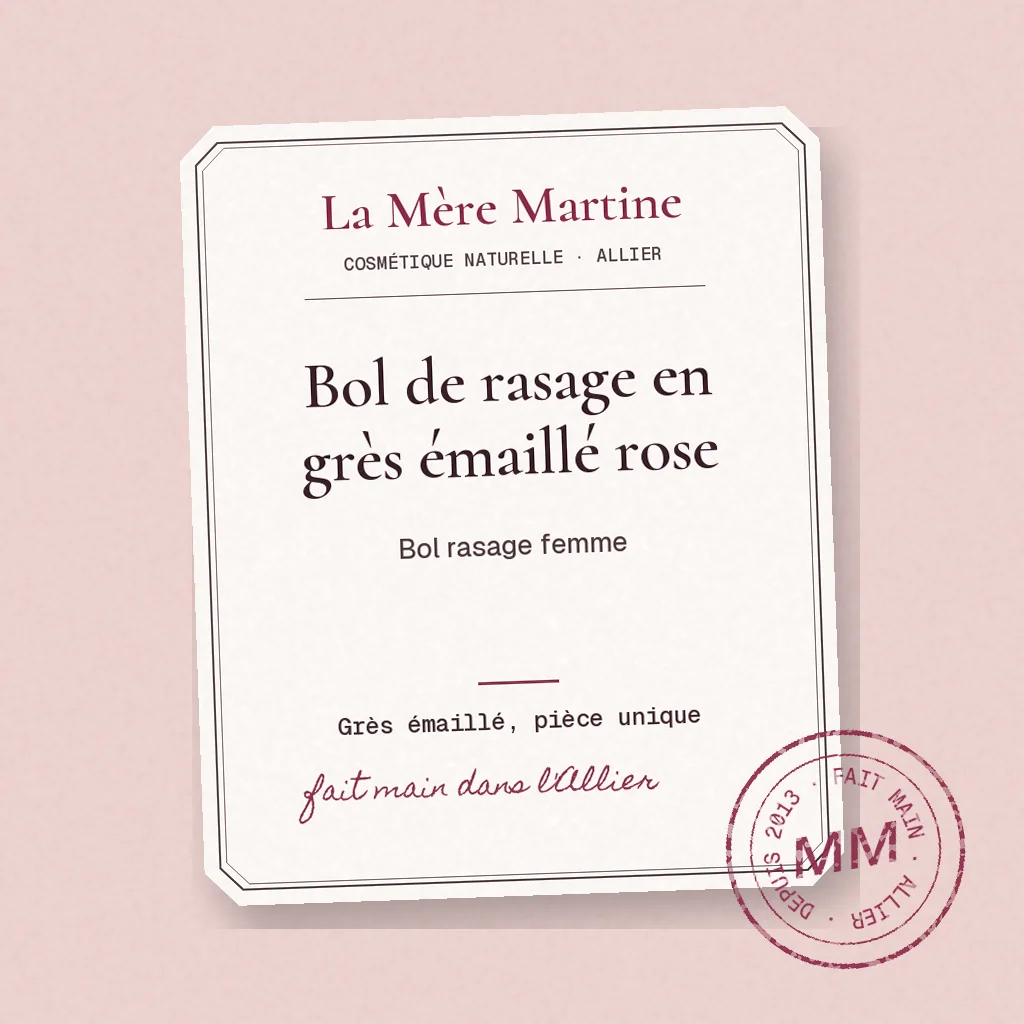 La Mère Martine
COSMÉTIQUE NATURELLE · ALLIER
Bol de rasage en
grès émaillé rose
Bol rasage femme
Grès émaillé, pièce unique
fait main dans l'Allier
DEPUIS 2013 · FAIT MAIN · ALLIER ·
MM